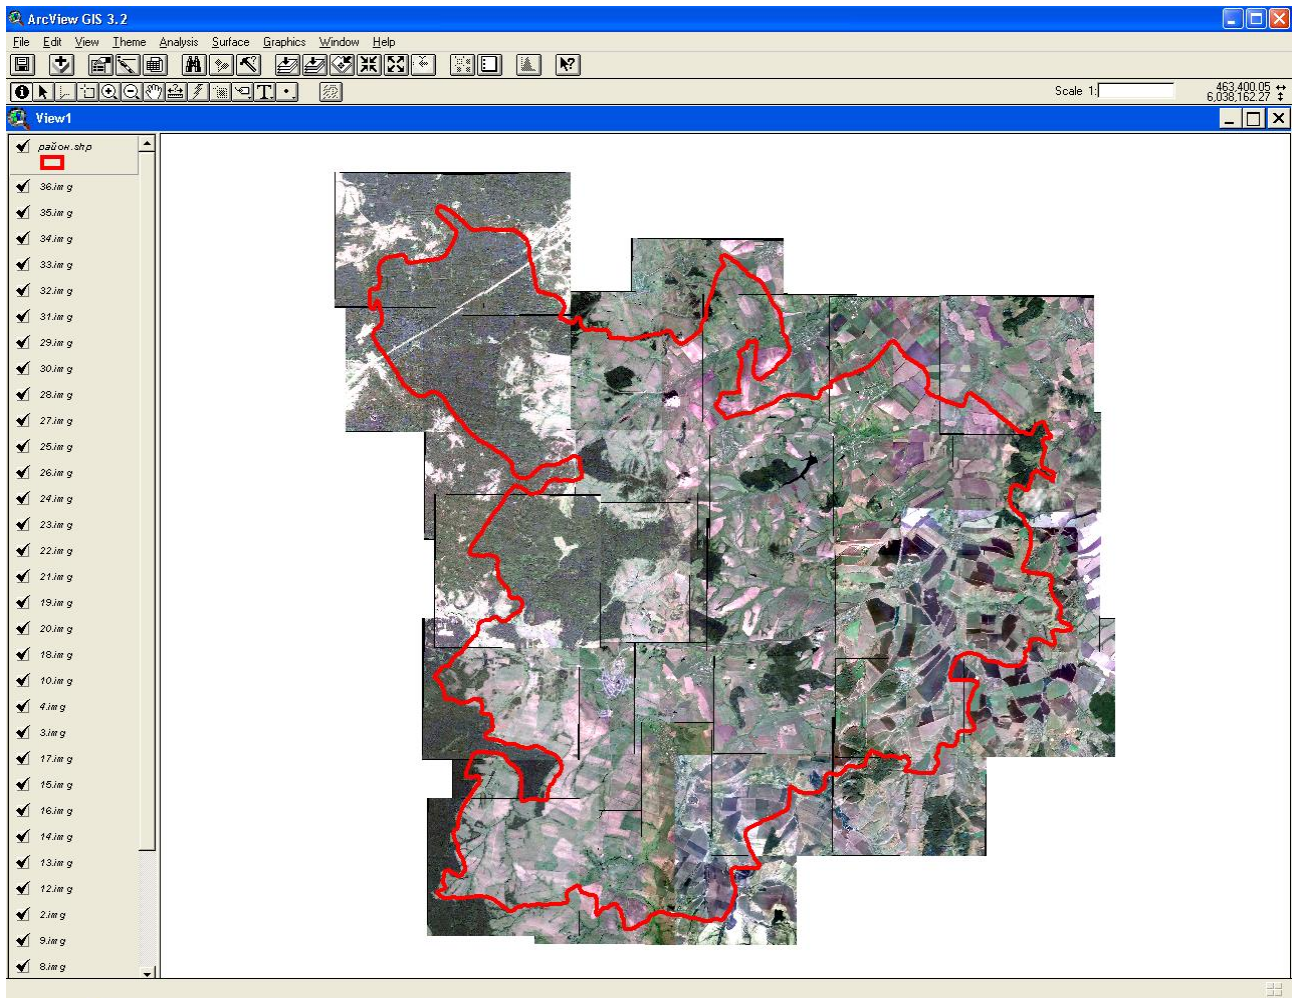 ArcView GIS 3.2
File Edit View Theme Analysis Surface Graphics Window Help
Scale 1:
463,400.05
6,038,162.27
View1
район.shp
36.img
35.img
34.img
33.img
32.img
31.img
29.img
30.img
28.img
27.img
25.img
26.img
24.img
23.img
22.img
21.img
19.img
20.img
18.img
10.img
4.img
3.img
17.img
15.img
16.img
14.img
13.img
12.img
2.img
9.img
8.img